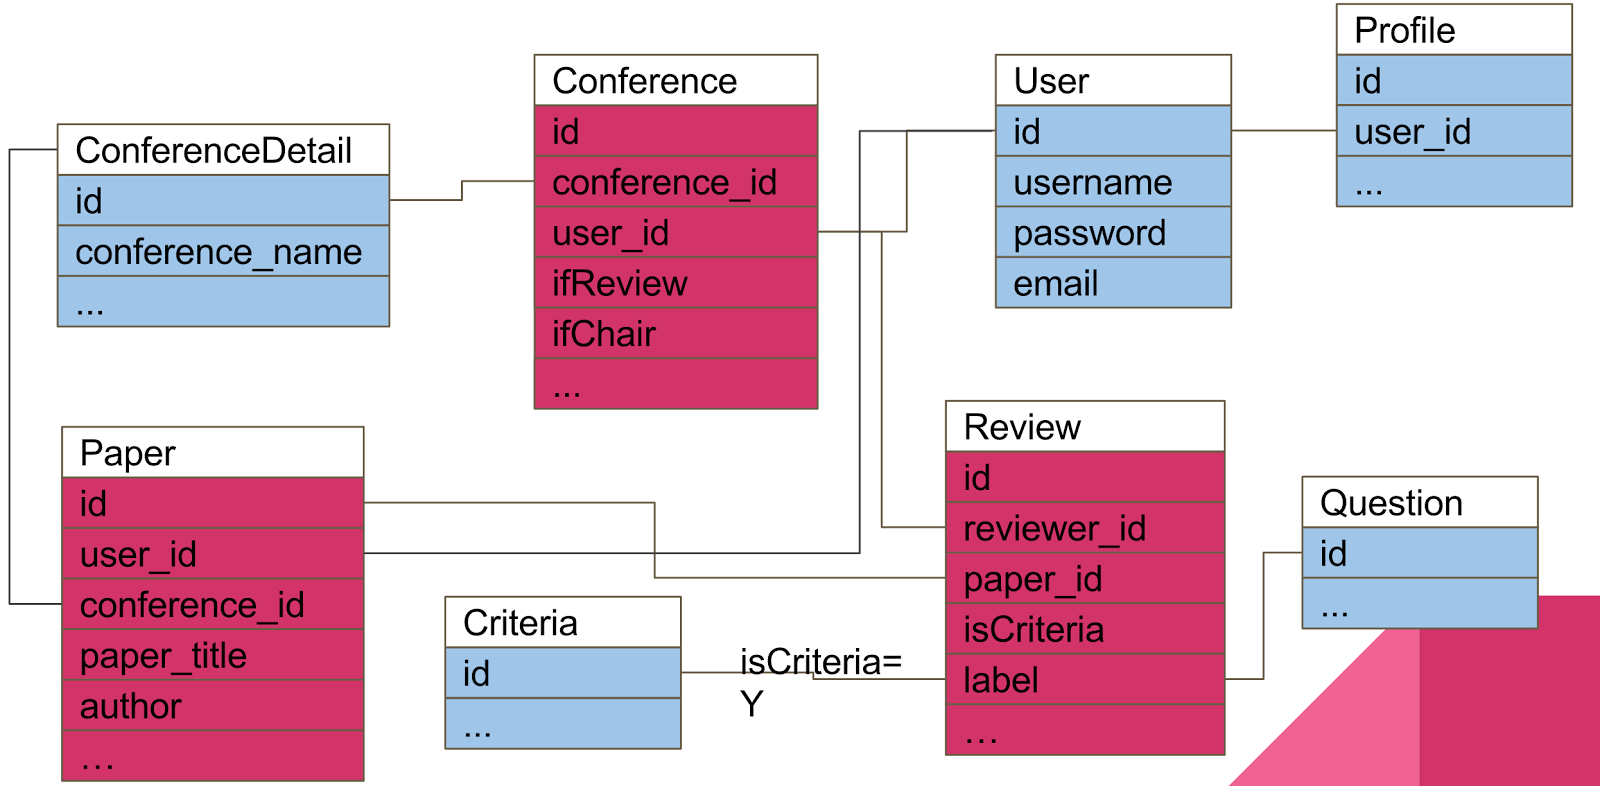 ConferenceDetail
id
conference_name
...
Conference
id
conference_id
user_id
ifReview
ifChair
...
User
id
username
password
email
Profile
id
user_id
...
Paper
id
user_id
conference_id
paper_title
author
...
Criteria
id
...
isCriteria=
Y
Review
id
reviewer_id
paper_id
isCriteria
label
...
Question
id
...